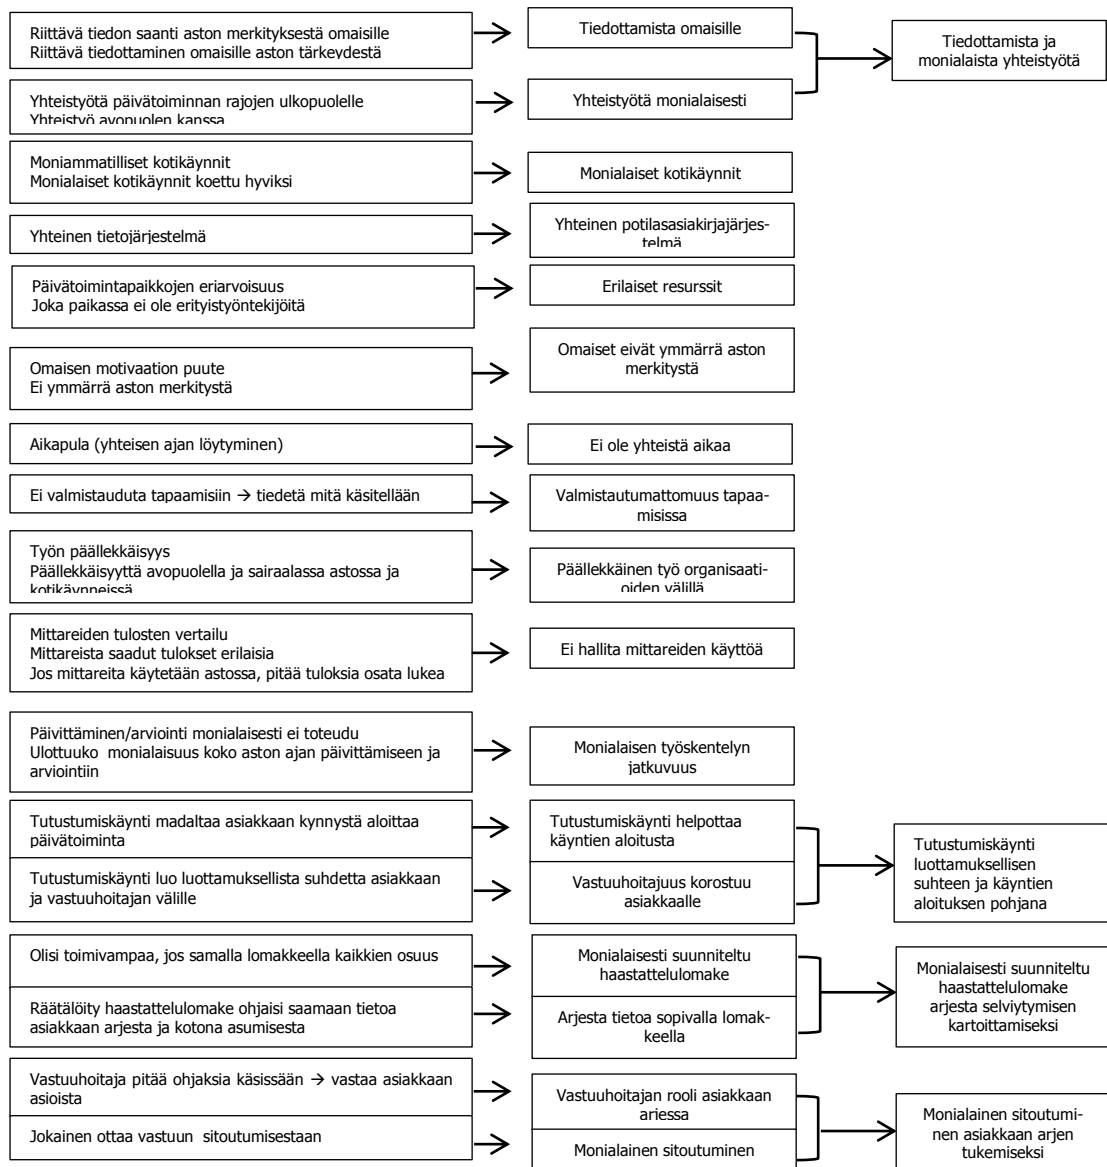 Riittävä tiedon saanti aston merkityksestä omaisille
Riittävä tiedottaminen omaisille aston tärkeydestä
Tiedottamista omaisille
Tiedottamista ja
monialaista yhteistyötä
Yhteistyötä päivätoiminnan rajojen ulkopuolelle
Yhteistyö avopuolen kanssa
Yhteistyötä monialaisesti
Moniammatilliset kotikäynnit
Monialaiset kotikäynnit koettu hyviksi
Monialaiset kotikäynnit
Yhteinen tietojärjestelmä
Yhteinen potilasasiakirjajärjes-
telmä
Päivätoimintapaikkojen eriarvoisuus
Joka paikassa ei ole erityistyöntekijöitä
Erilaiset resurssit
Omaisen motivaation puute
Ei ymmärrä aston merkitystä
Omaiset eivät ymmärrä aston
merkitystä
Aikapula (yhteisen ajan löytyminen)
Ei ole yhteistä aikaa
Ei valmistauduta tapaamisiin → tiedetä mitä käsitellään
Valmistautumattomuus tapaa-
misissa
Työn päällekkäisyys
Päällekkäisyyttä avopuolella ja sairaalassa astossa ja
kotikäynneissä
Päällekkäinen työ organisaati-
oiden välillä
Mittareiden tulosten vertailu
Mittareista saadut tulokset erilaisia
Jos mittareita käytetään astossa, pitää tuloksia osata lukea
Ei hallita mittareiden käyttöä
Päivittäminen/arviointi monialaisesti ei toteudu
Ulottuuko monialaisuus koko aston ajan päivittämiseen ja
arviointiin
Monialaisen työskentelyn
jatkuvuus
Tutustumiskäynti madaltaa asiakkaan kynnystä aloittaa
päivätoiminta
Tutustumiskäynti helpottaa
käyntien aloitusta
Tutustumiskäynti luo luottamuksellista suhdetta asiakkaan
ja vastuuhoitajan välille
Vastuuhoitajuus korostuu
asiakkaalle
Tutustumiskäynti
luottamuksellisen
suhteen ja käyntien
aloituksen pohjana
Olisi toimivampaa, jos samalla lomakkeella kaikkien osuus
Monialaisesti suunniteltu
haastattelulomake
Räätälöity haastattelulomake ohjaisi saamaan tietoa
asiakkaan arjesta ja kotona asumisesta
Arjesta tietoa sopivalla lomak-
keella
Monialaisesti suunniteltu
haastattelulomake
arjesta selviytymisen
kartoittamiseksi
Vastuuhoitaja pitää ohjaksia käsissään → vastaa asiakkaan
asioista
Vastuuhoitajan rooli asiakkaan
arjessa
Jokainen ottaa vastuun sitoutumisestaan
Monialainen sitoutuminen
Monialainen sitoutumi-
nen asiakkaan arjen
tukemiseksi